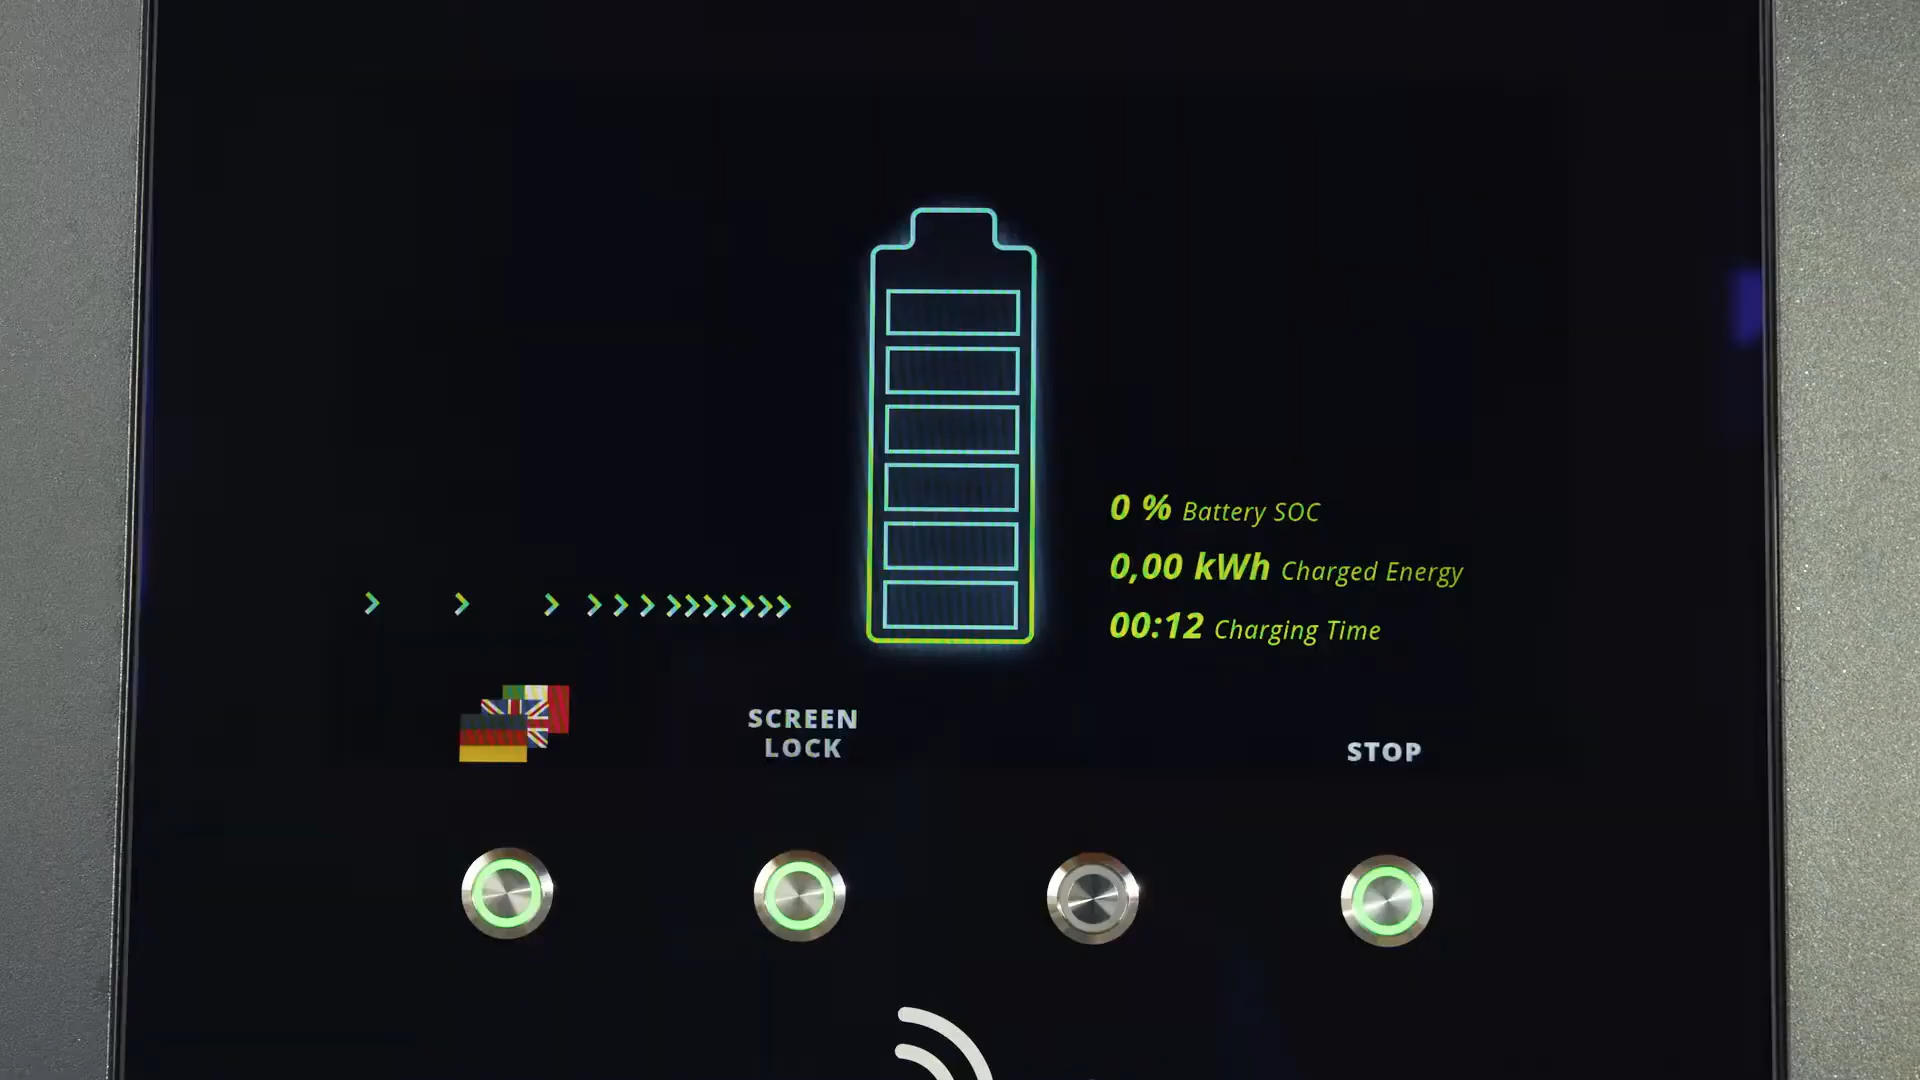 0 % Battery SOC
0,00 kWh Charged Energy
00:12 Charging Time
SCREEN
LOCK
STOP